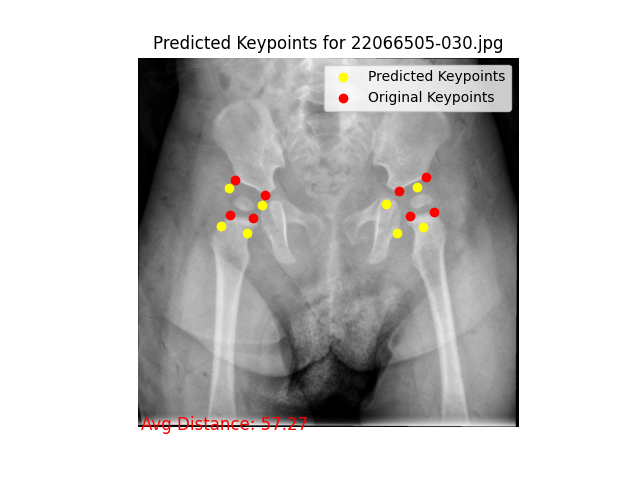 Predicted Keypoints for 22066505-030.jpg
Predicted Keypoints
Original Keypoints
Avg Distance: 57.27